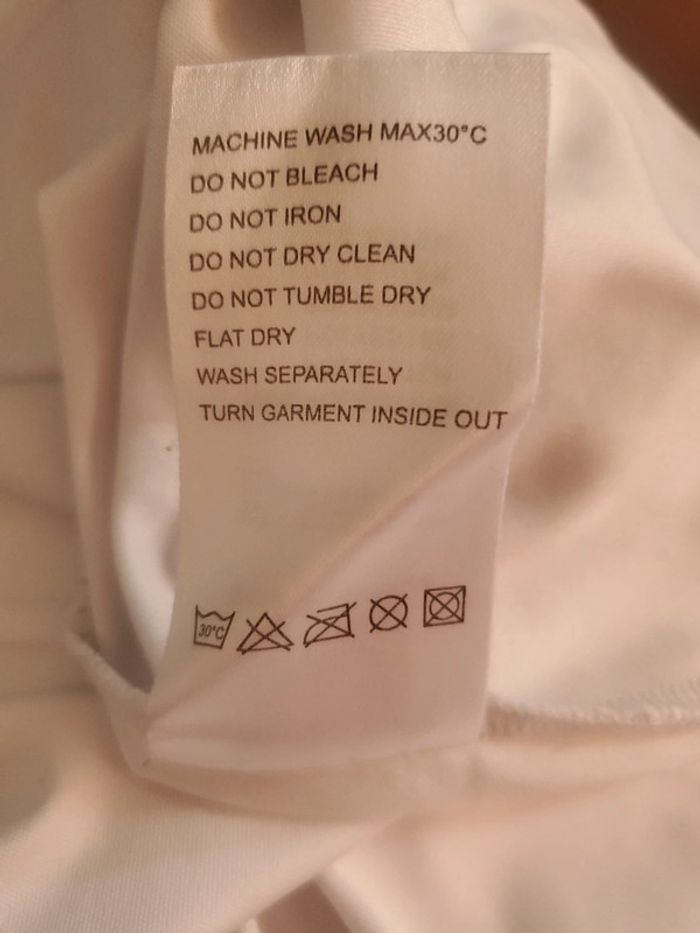 MACHINE WASH MAX30°C
DO NOT BLEACH
DO NOT IRON
DO NOT DRY CLEAN
DO NOT TUMBLE DRY
FLAT DRY
WASH SEPARATELY
TURN GARMENT INSIDE OUT
30°C